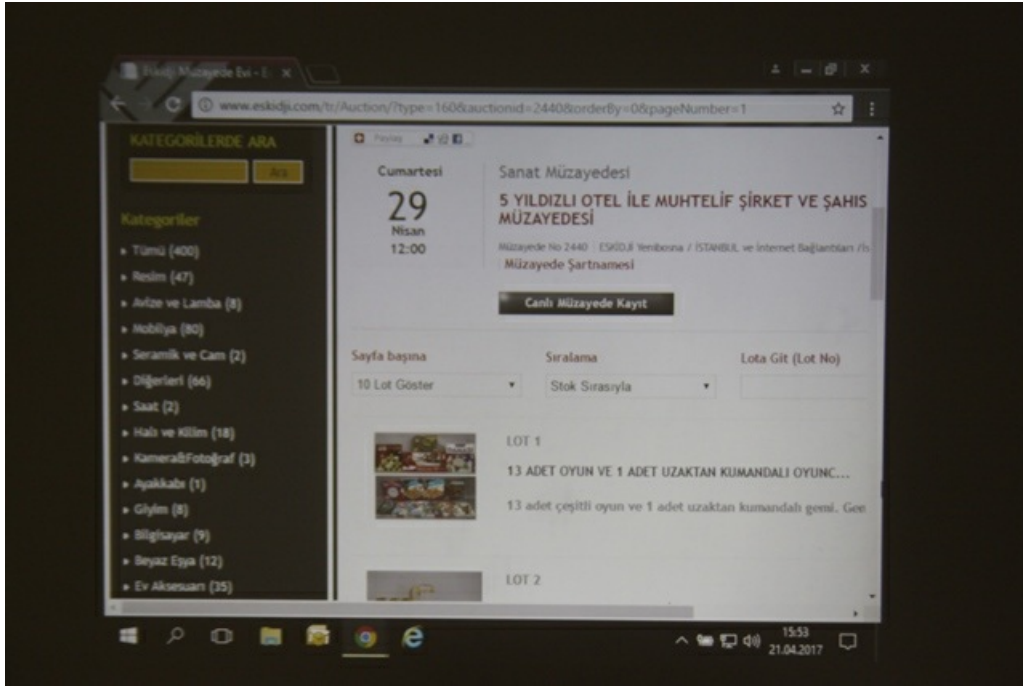 Eskidji Müzayede Evi - E
www.eskidji.com/tr/Auction/?type=160&auctionid=2440&orderBy=0&pageNumber=1
KATEGORİLERDE ARA
Ara
Kategoriler
▸ Tümü (400)
▸ Resim (47)
▸ Avize ve Lamba (8)
▸ Mobilya (80)
▸ Seramik ve Cam (2)
▸ Diğerleri (66)
▸ Saat (2)
▸ Halı ve Kilim (18)
▸ Kamera&Fotoğraf (3)
▸ Ayakkabı (1)
▸ Giyim (8)
▸ Bilgisayar (9)
▸ Beyaz Eşya (12)
▸ Ev Aksesuarı (35)
Paylaş
Cumartesi
29
Nisan
12:00
Sanat Müzayedesi
5 YILDIZLI OTEL İLE MUHTELİF ŞİRKET VE ŞAHIS
MÜZAYEDESİ
Müzayede No 2440 | ESKİDJİ Yenibosna / İSTANBUL ve İnternet Bağlantıları /İs
Müzayede Şartnamesi
Canlı Müzayede Kayıt
Sayfa başına
Sıralama
Lota Git (Lot No)
10 Lot Göster
Stok Sırasıyla
LOT 1
13 ADET OYUN VE 1 ADET UZAKTAN KUMANDALI OYUNC...
13 adet çeşitli oyun ve 1 adet uzaktan kumandalı gemi. Gen
LOT 2
15:53
21.04.2017